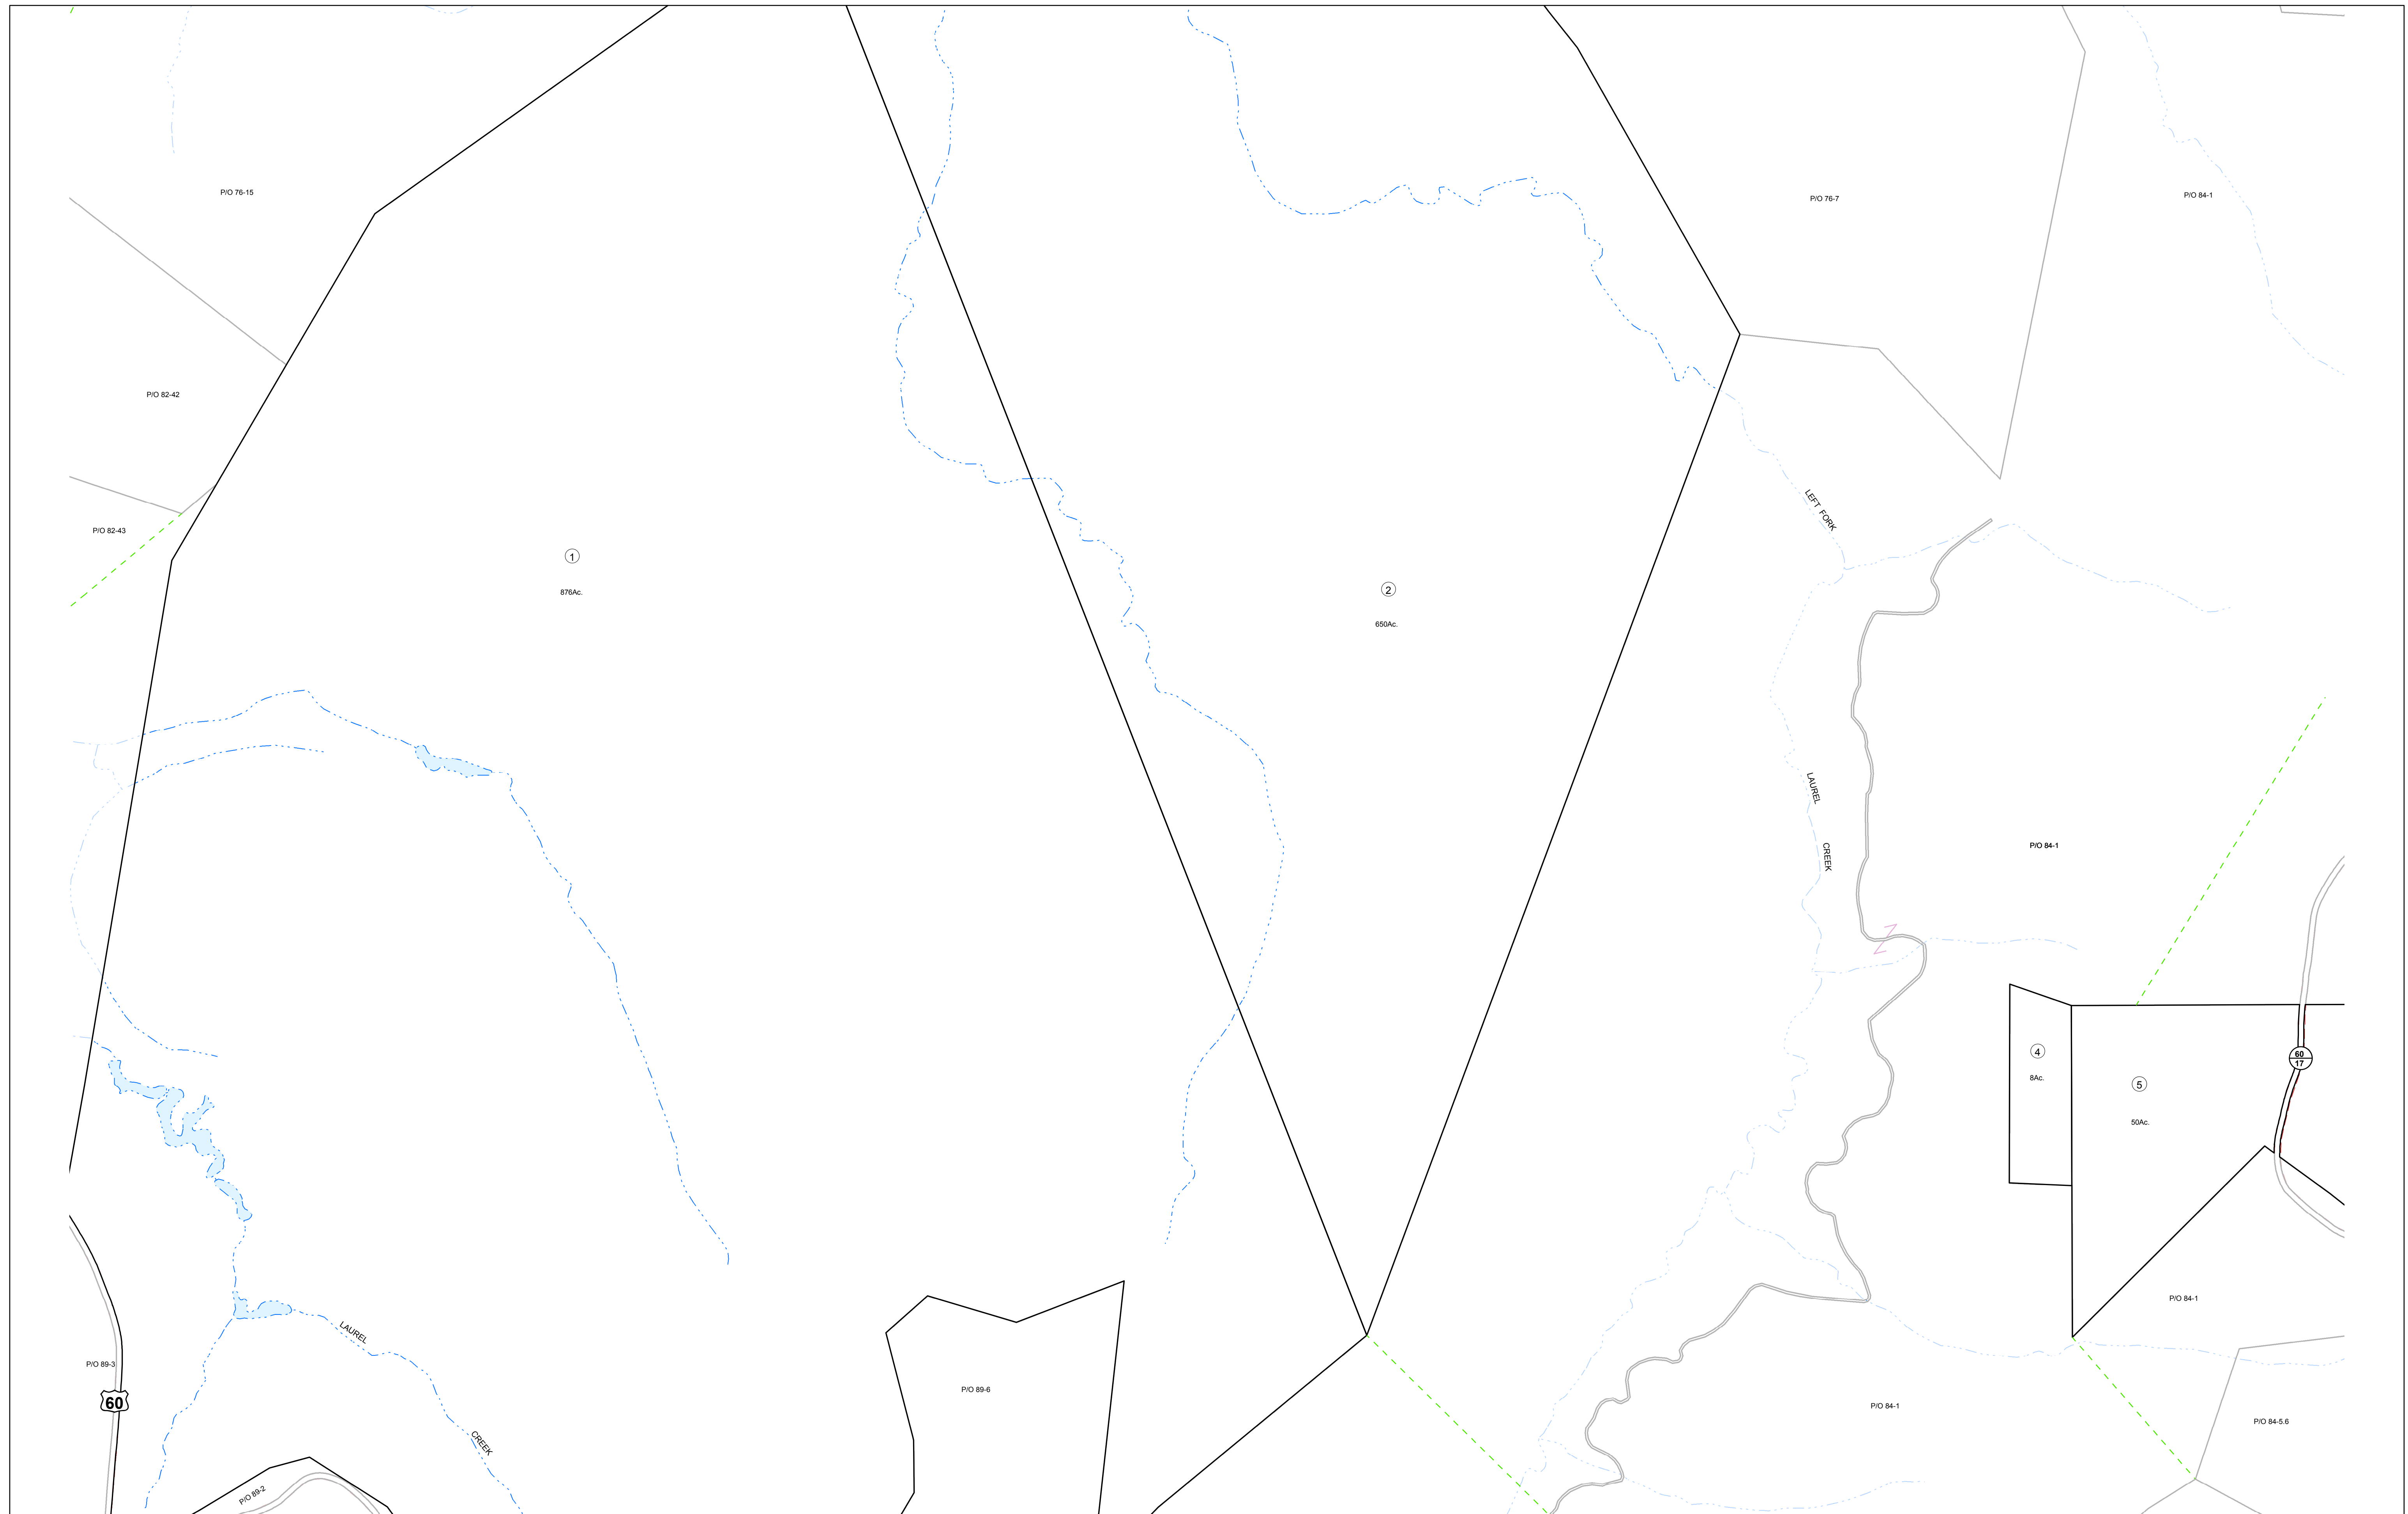 P/O 76-15
P/O 76-7
P/O 84-1
P/O 82-42
LEFT FORK
P/O 82-43
1
876Ac.
2
650Ac.
LAUREL
CREEK
P/O 84-1
4
8Ac.
5
50Ac.
60
17
P/O 84-1
LAUREL
CREEK
P/O 89-3
60
P/O 89-6
P/O 84-1
P/O 84-5.6
P/O 89-2